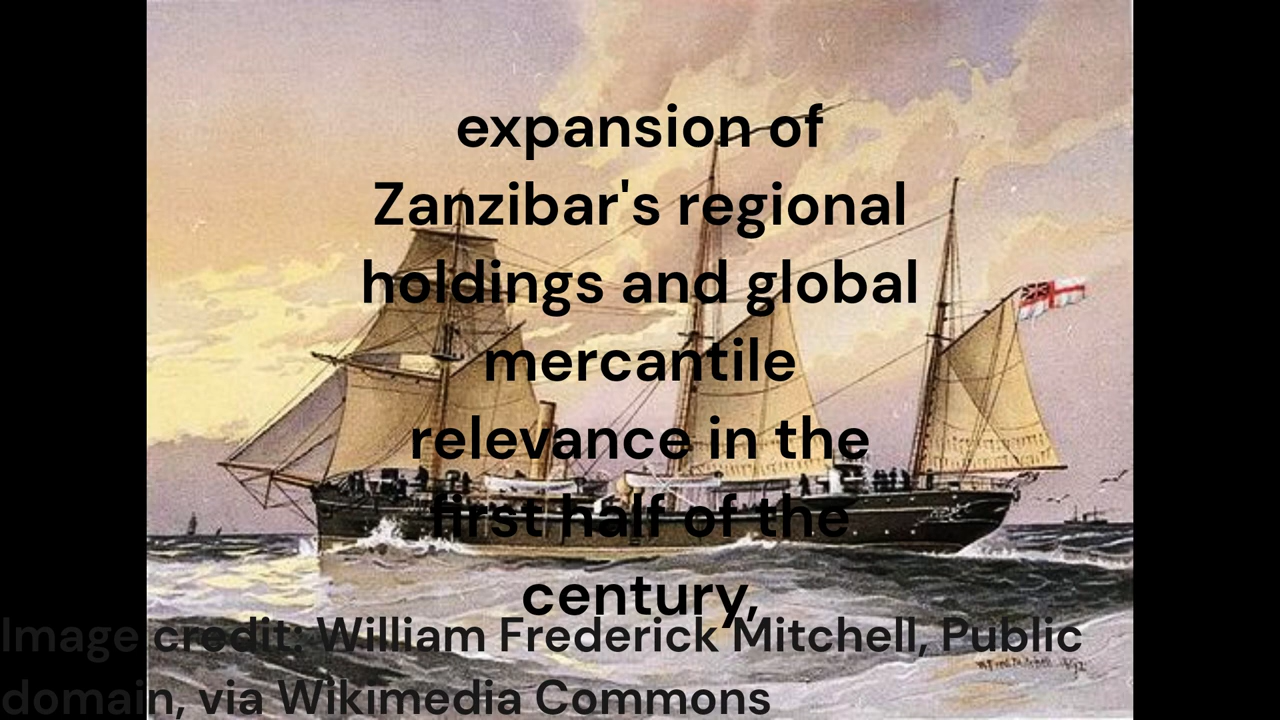 expansion of
Zanzibar's regional
holdings and global
mercantile
relevance in the
first half of the
century,
Image credit: William Frederick Mitchell, Public
domain, via Wikimedia Commons